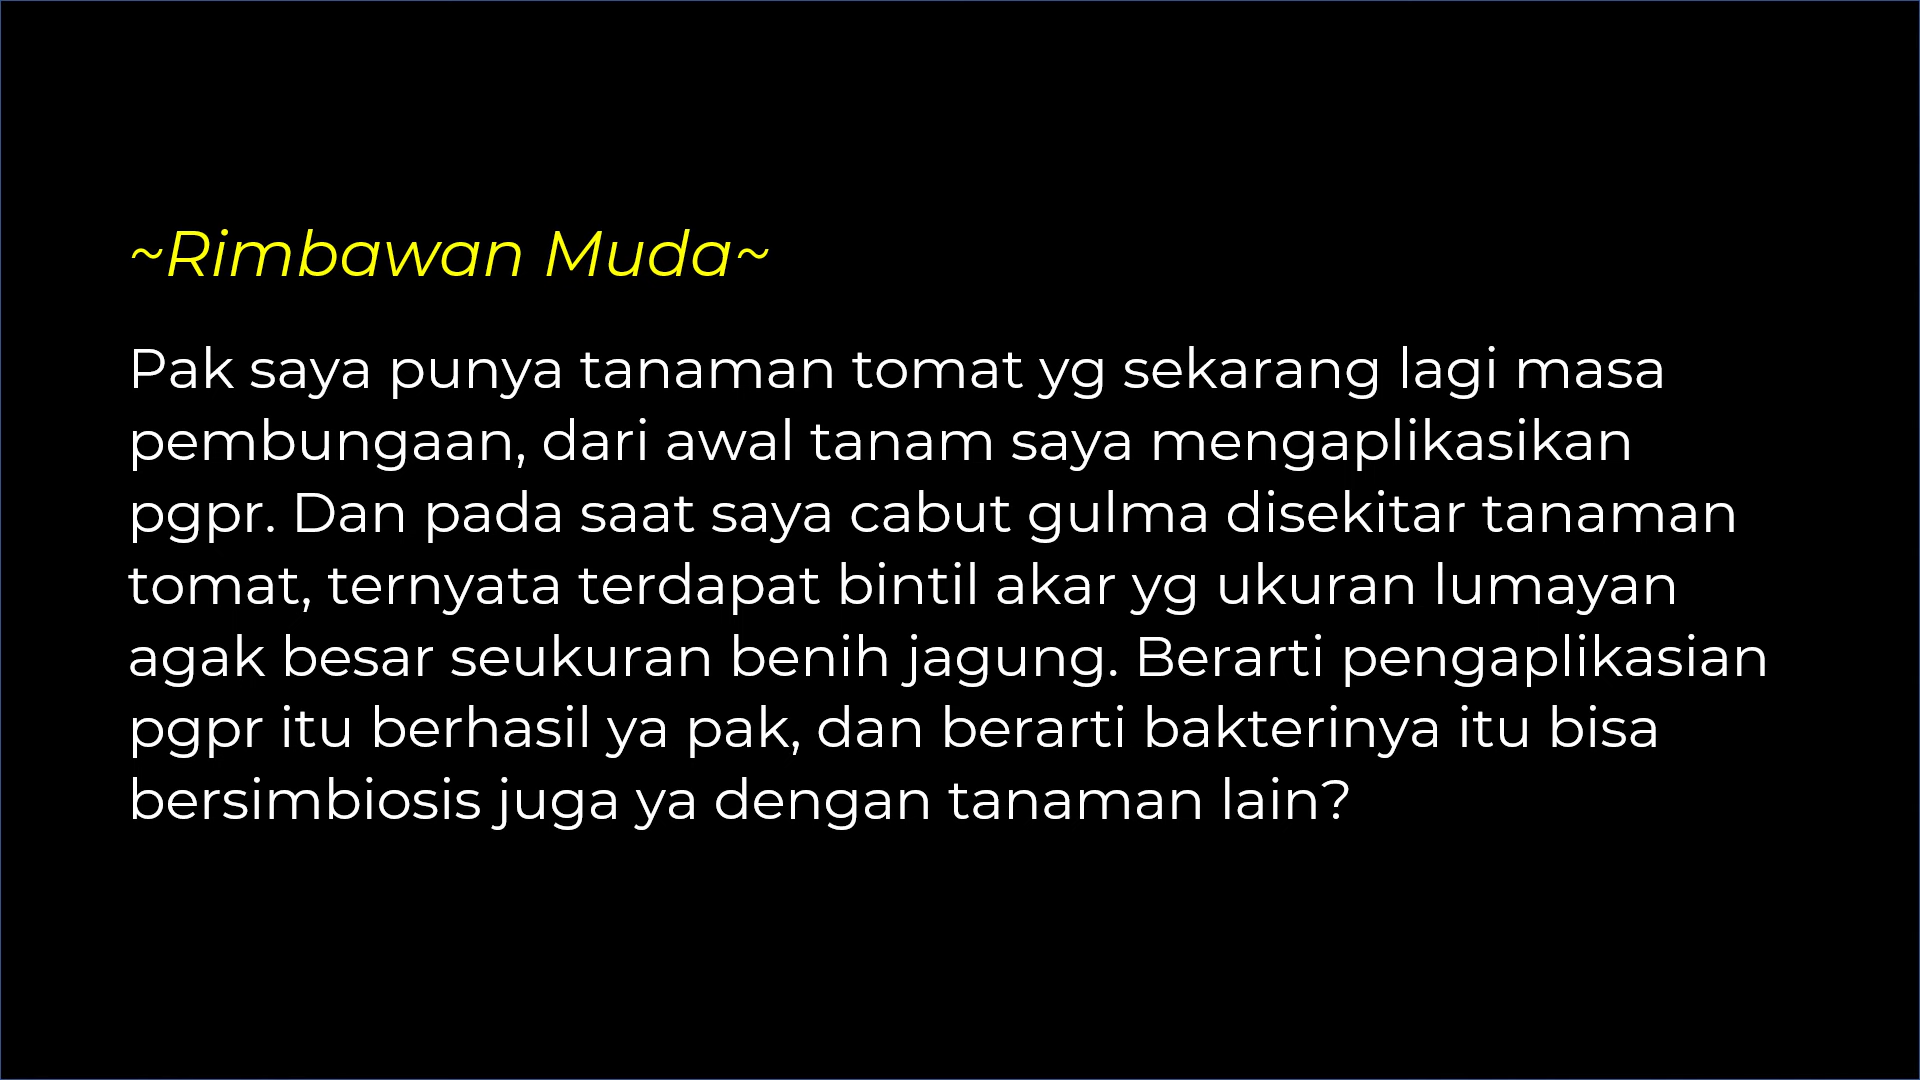 ~Rimbawan Muda~
Pak saya punya tanaman tomat yg sekarang lagi masa
pembungaan, dari awal tanam saya mengaplikasikan
pgpr. Dan pada saat saya cabut gulma disekitar tanaman
tomat, ternyata terdapat bintil akar yg ukuran lumayan
agak besar seukuran benih jagung. Berarti pengaplikasian
pgpr itu berhasil ya pak, dan berarti bakterinya itu bisa
bersimbiosis juga ya dengan tanaman lain?